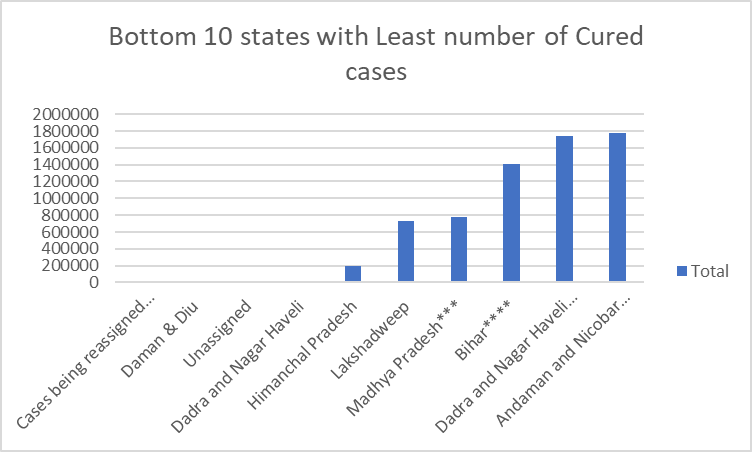 Bottom 10 states with Least number of Cured
cases
2000000
1800000
1600000
1400000
1200000
1000000
800000
600000
400000
200000
0
Total
Cases being reassigned...
Daman & Diu
Unassigned
Dadra and Nagar Haveli
Himanchal Pradesh
Lakshadweep
Madhya Pradesh***
Bihar****
Dadra and Nagar Haveli...
Andaman and Nicobar...